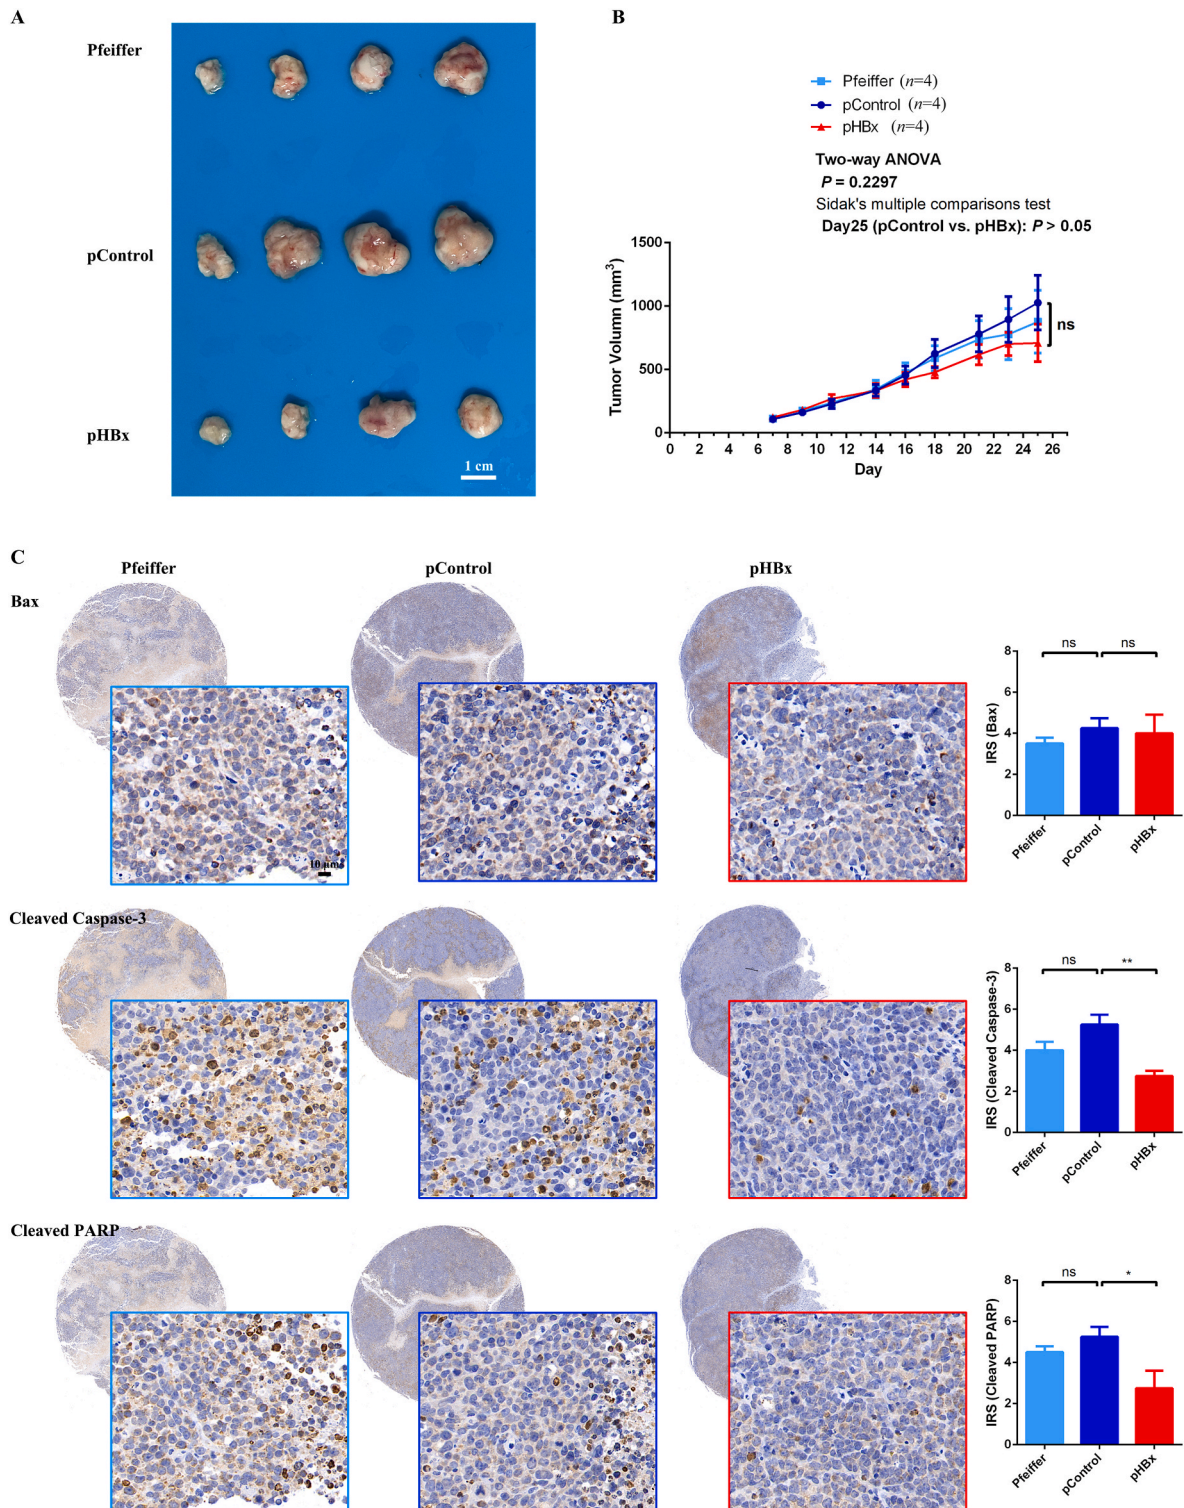 A
Pfeiffer
pControl
pHBx
1 cm
B
Pfeiffer (n=4)
pControl (n=4)
pHBx (n=4)
Two-way ANOVA
P = 0.2297
Sidak's multiple comparisons test
Day25 (pControl vs. pHBx): P > 0.05
Tumor Volumn (mm³)
1500
1000
500
0
ns
0 2 4 6 8 10 12 14 16 18 20 22 24 26
Day
C
Pfeiffer pControl pHBx
Bax
10 μm
IRS (Bax)
8
6
4
2
0
ns ns
Pfeiffer pControl pHBx
Cleaved Caspase-3
IRS (Cleaved Caspase-3)
8
6
4
2
0
ns **
Pfeiffer pControl pHBx
Cleaved PARP
IRS (Cleaved PARP)
8
6
4
2
0
ns *
Pfeiffer pControl pHBx